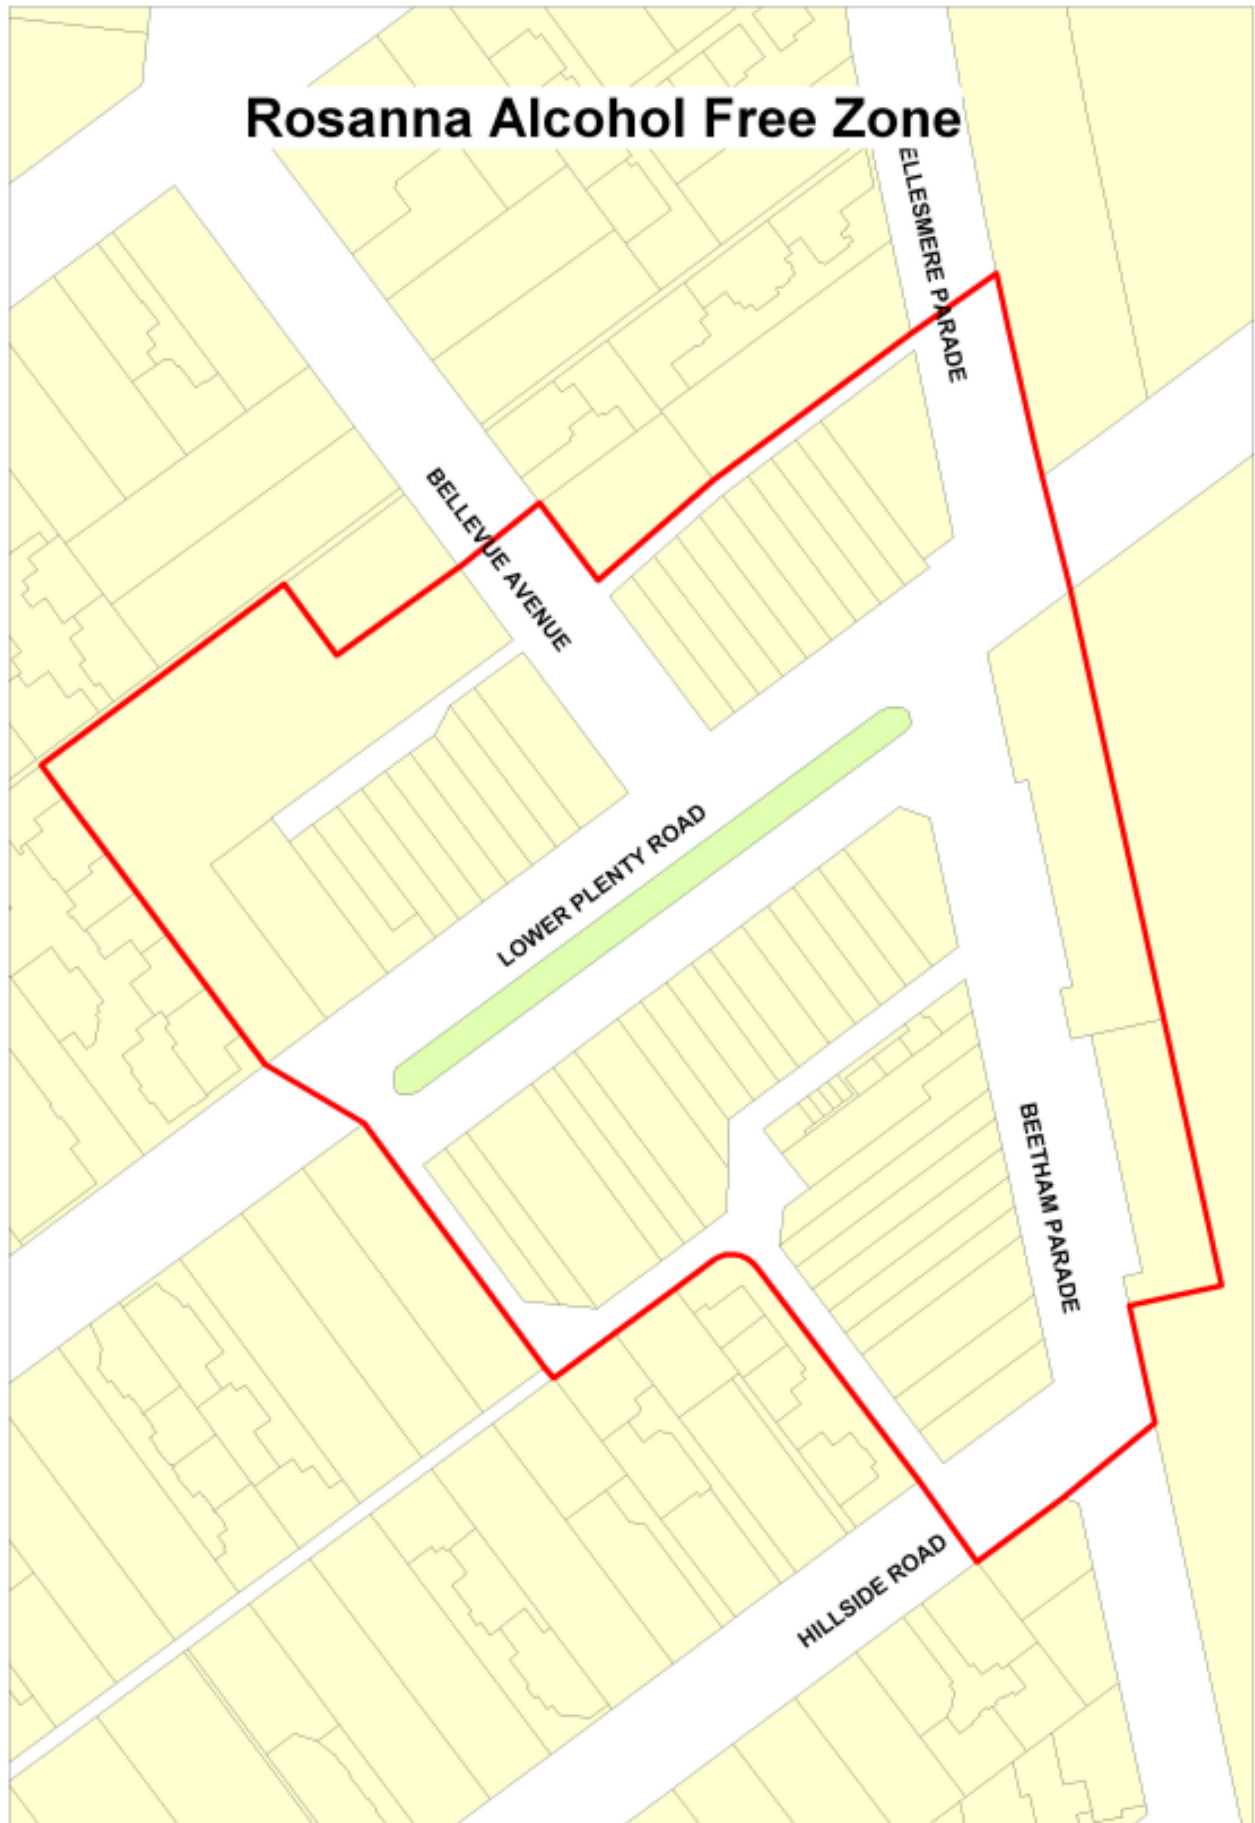 Rosanna Alcohol Free Zone
ELLESMERE PARADE
BELLEVUE AVENUE
LOWER PLENTY ROAD
BEETHAM PARADE
HILLSIDE ROAD